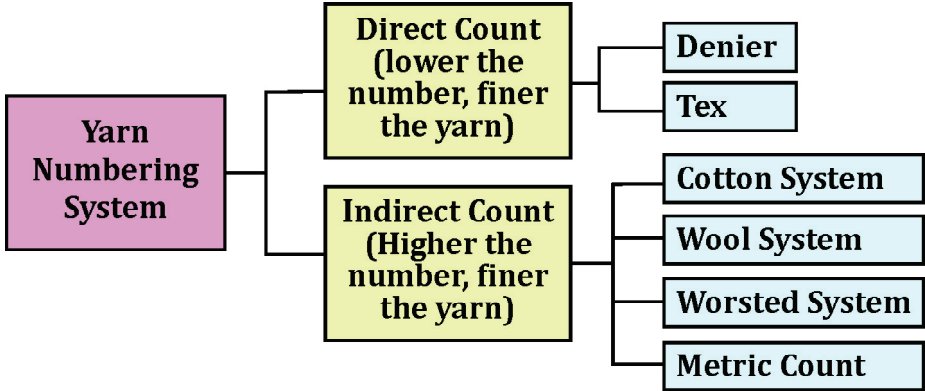 Yarn
Numbering
System
Direct Count
(lower the
number, finer
the yarn)
Denier
Tex
Indirect Count
(Higher the
number, finer
the yarn)
Cotton System
Wool System
Worsted System
Metric Count